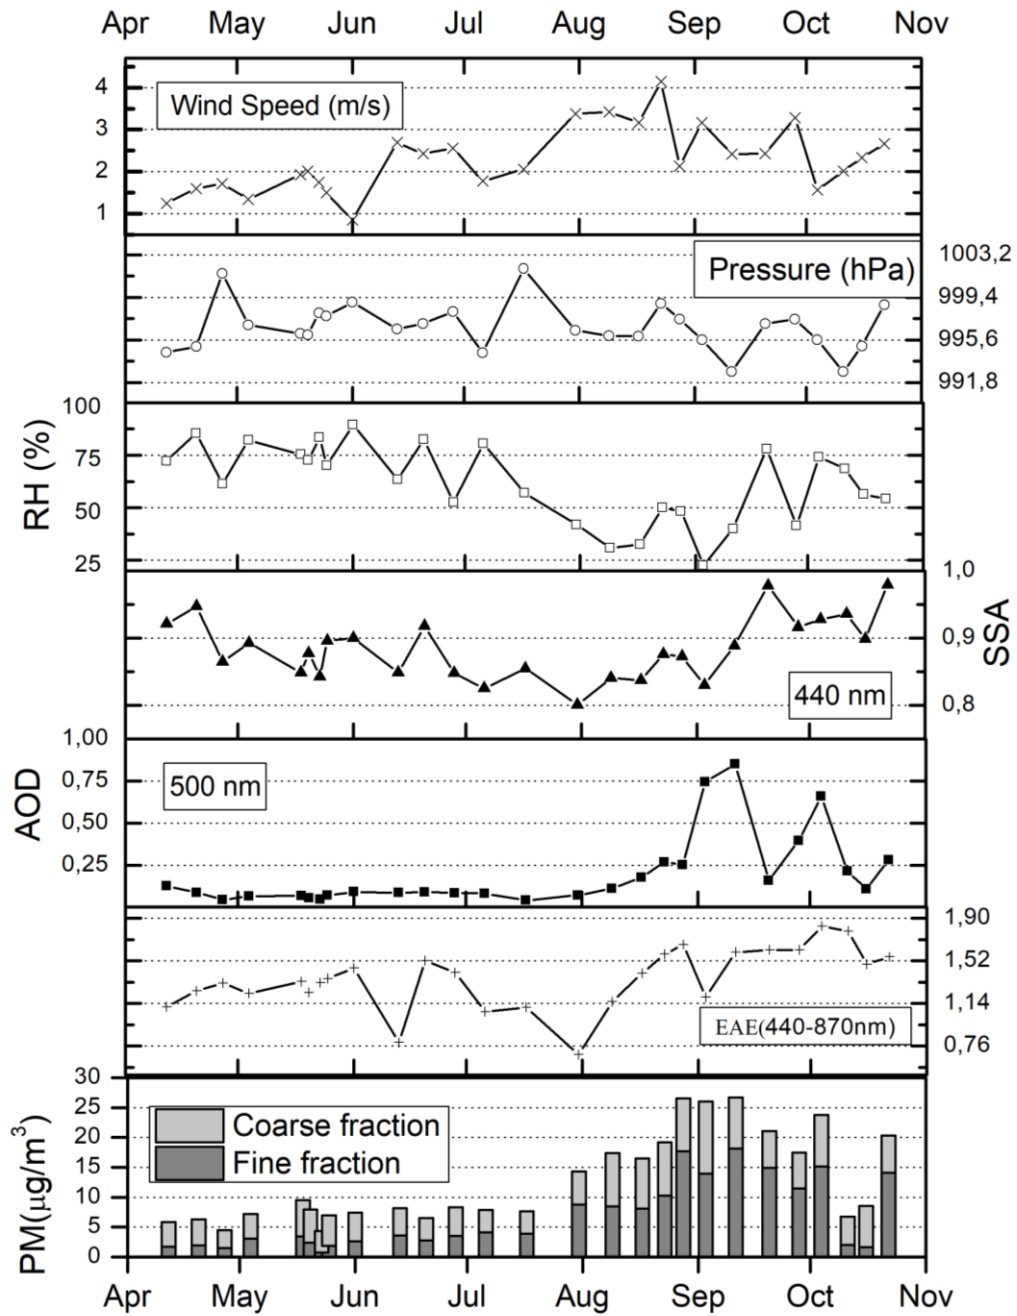 Apr May Jun Jul Aug Sep Oct Nov
Wind Speed (m/s)
4
3
2
1
Pressure (hPa)
1003,2
999,4
995,6
991,8
RH (%)
100
75
50
25
SSA
1,0
0,9
0,8
440 nm
AOD
1,00
0,75
0,50
0,25
500 nm
1,90
1,52
1,14
0,76
EAE(440-870nm)
PM(μg/m³)
30
25
20
15
10
5
0
Coarse fraction
Fine fraction
Apr May Jun Jul Aug Sep Oct Nov